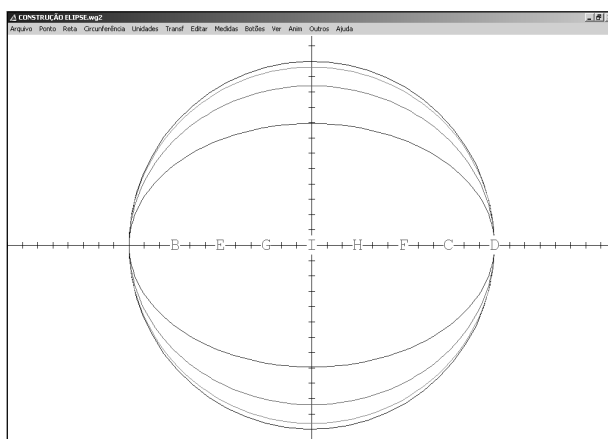 CONSTRUÇÃO ELIPSE.wg2
Arquivo Ponto Reta Circunferência Unidades Transf Editar Medidas Botões Ver Anim Outros Ajuda
B E G I H F C D